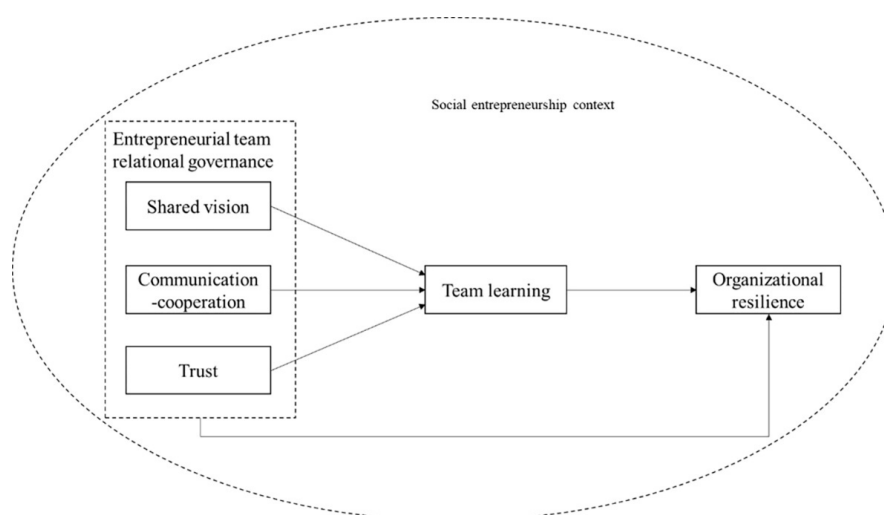 Social entrepreneurship context
Entrepreneurial team
relational governance
Shared vision
Communication
-cooperation
Trust
Team learning
Organizational
resilience